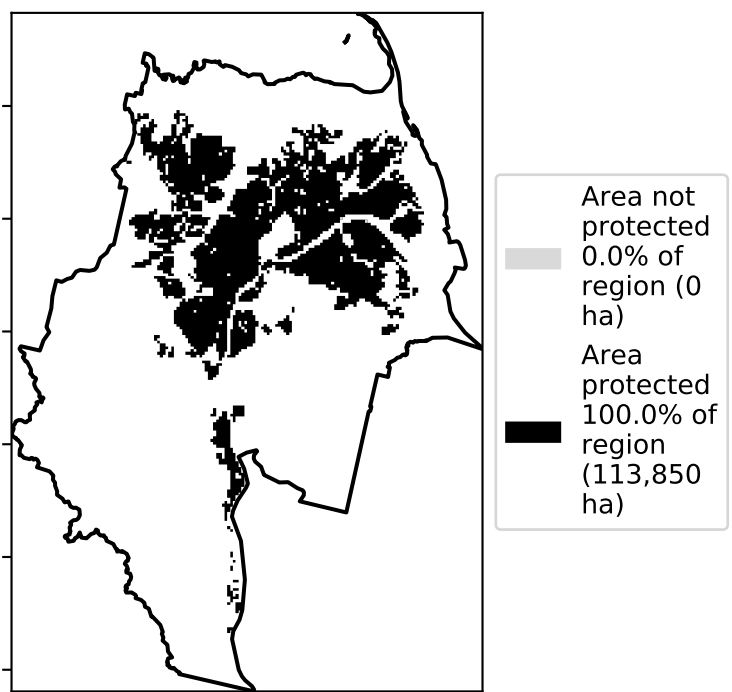 Area not
protected
0.0% of
region (0
ha)
Area
protected
100.0% of
region
(113,850
ha)